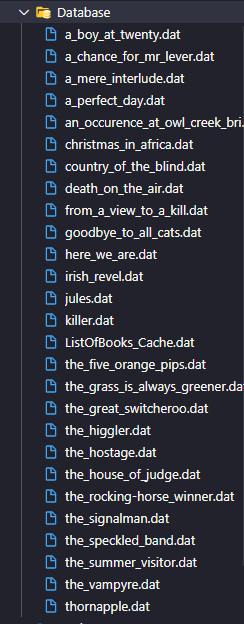 Database
a_boy_at_twenty.dat
a_chance_for_mr_lever.dat
a_mere_interlude.dat
a_perfect_day.dat
an_occurence_at_owl_creek_bri.
christmas_in_africa.dat
country_of_the_blind.dat
death_on_the_air.dat
from_a_view_to_a_kill.dat
goodbye_to_all_cats.dat
here_we_are.dat
irish_revel.dat
jules.dat
killer.dat
ListOfBooks_Cache.dat
the_five_orange_pips.dat
the_grass_is_always_greener.da
the_great_switcheroo.dat
the_higgler.dat
the_hostage.dat
the_house_of_judge.dat
the_rocking-horse_winner.dat
the_signalman.dat
the_speckled_band.dat
the_summer_visitor.dat
the_vampyre.dat
thornapple.dat